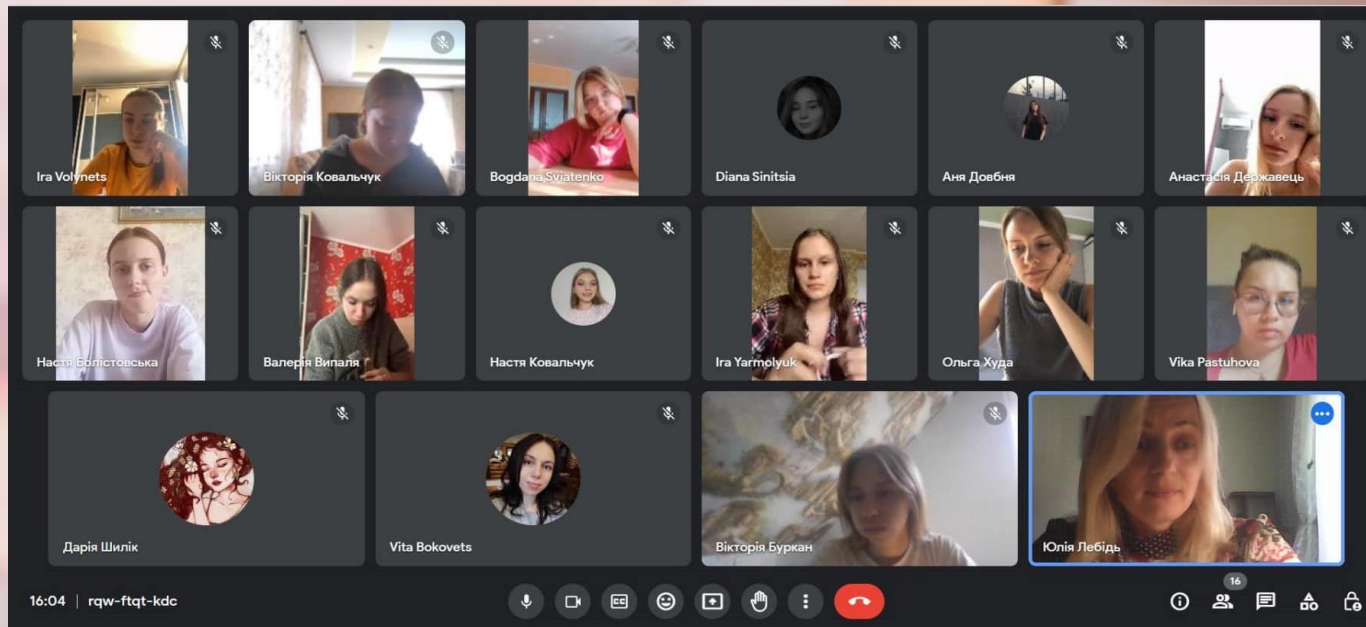 Ira Volynets
Вікторія Ковальчук
Bogdana Sviatenko
Diana Sinitsia
Аня Довбня
Анастасія Державець
Настя Болістовська
Валерія Випаля
Настя Ковальчук
Ira Yarmolyuk
Ольга Худа
Vika Pastuhova
Дарія Шилік
Vita Bokovets
Вікторія Буркан
Юлія Лебідь
16:04 | rqw-ftqt-kdc
CC
16